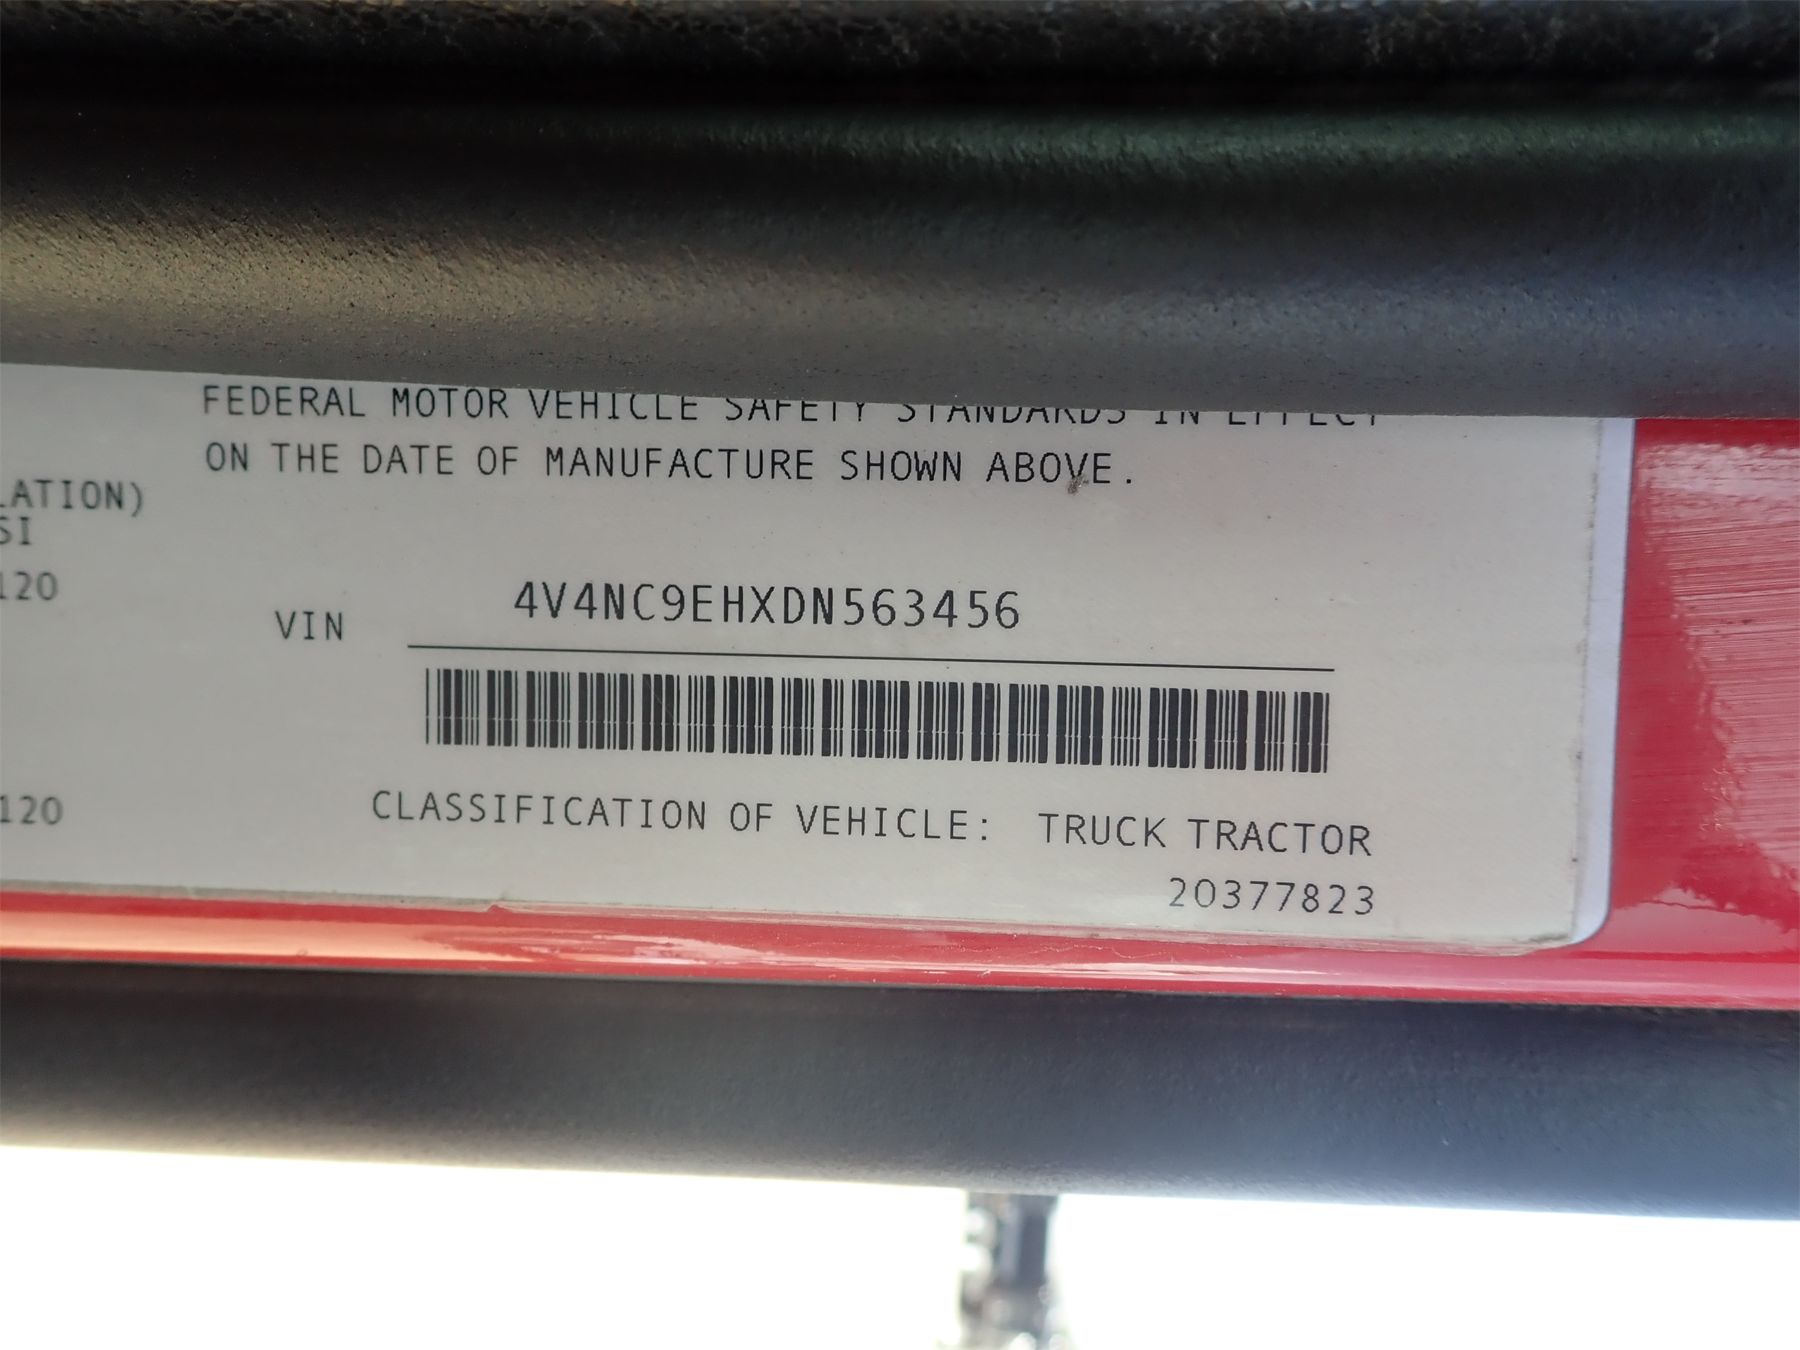 FEDERAL MOTOR VEHICLE SAFETY STANDARDS IN EFFECT
ON THE DATE OF MANUFACTURE SHOWN ABOVE.
LATION)
SI
120
VIN 4V4NC9EHXDN563456
120
CLASSIFICATION OF VEHICLE: TRUCK TRACTOR
20377823